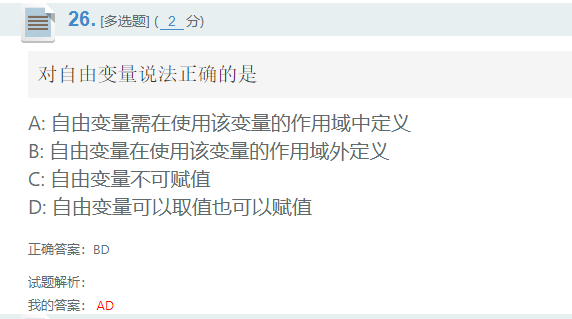 26. [多选题] ( 2 分)
对自由变量说法正确的是
A: 自由变量需在使用该变量的作用域中定义
B: 自由变量在使用该变量的作用域外定义
C: 自由变量不可赋值
D: 自由变量可以取值也可以赋值
正确答案：BD
试题解析：
我的答案： AD